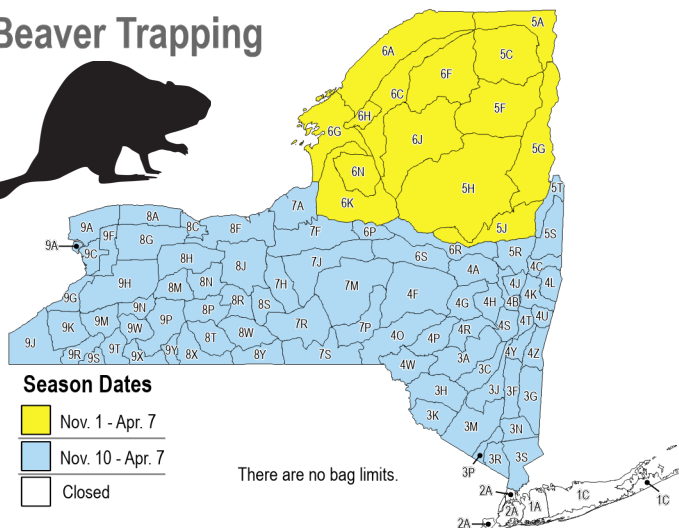 Beaver Trapping
5A
6A
5C
6F
6C
5F
6H
6G
6J
5G
6N
5H
6K
5T
7A
5J
9A
8A
8C
8F
7F
6P
5S
9F
8G
9A
9C
6R
5R
6S
8H
8J
7J
4A
4C
9H
8M
8N
7H
7M
4F
4J
4L
9G
8R
8S
4G
4H
4B
4K
9N
8P
9K
9M
9W
9P
7R
7P
4R
4S
4T
4U
8T
8W
4O
4P
9J
9R
9S
9T
9X
9Y
8X
8Y
7S
4W
3A
3C
4Y
4Z
3H
3J
3F
3G
3K
3M
3N
3P
3R
3S
Season Dates
Nov. 1 - Apr. 7
Nov. 10 - Apr. 7
Closed
There are no bag limits.
2A
2A
1A
1C
1C
2A